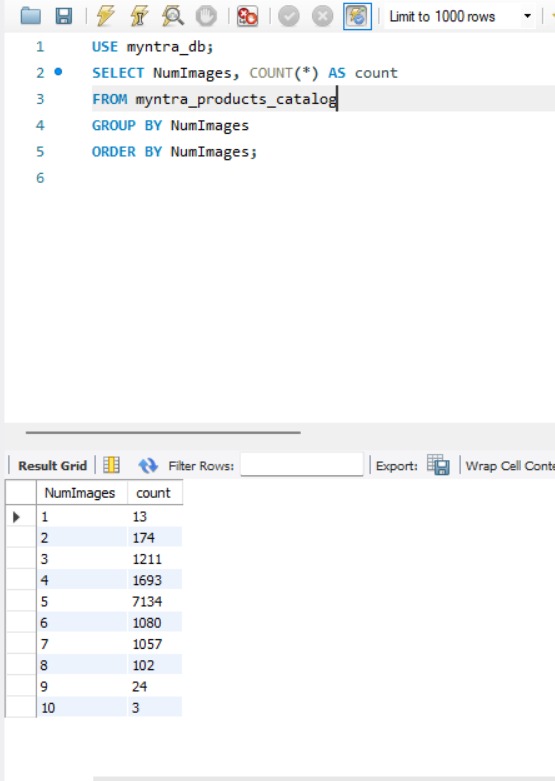 Limit to 1000 rows
1 USE myntra_db;
2 SELECT NumImages, COUNT(*) AS count
3 FROM myntra_products_catalog
4 GROUP BY NumImages
5 ORDER BY NumImages;
6
Result Grid Filter Rows: Export: Wrap Cell Conte
NumImages count
1 13
2 174
3 1211
4 1693
5 7134
6 1080
7 1057
8 102
9 24
10 3